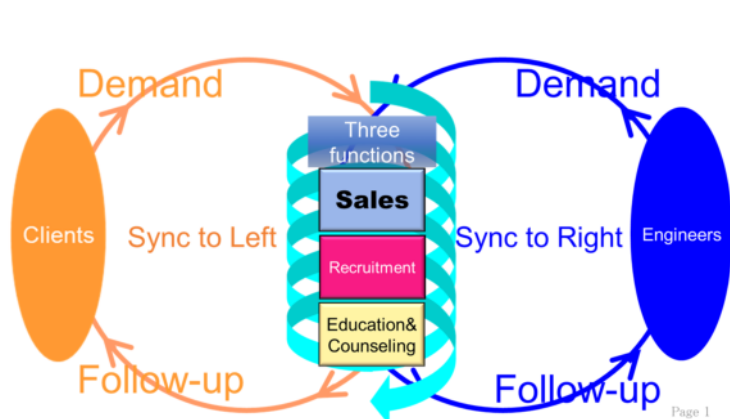 Demand
Demand
Three
functions
Sales
Clients
Sync to Left
Sync to Right
Engineers
Recruitment
Education&
Counseling
Follow-up
Follow-up
Page 1